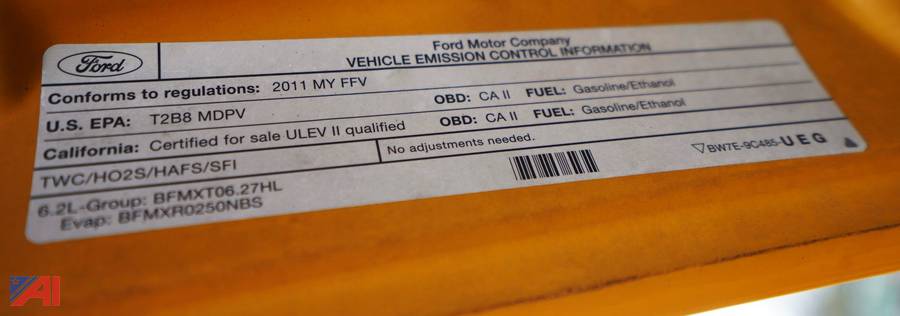 Ford
Ford Motor Company
VEHICLE EMISSION CONTROL INFORMATION
Conforms to regulations: 2011 MY FFV
U.S. EPA: T2B8 MDPV OBD: CA II FUEL: Gasoline/Ethanol
California: Certified for sale ULEV II qualified OBD: CA II FUEL: Gasoline/Ethanol
TWC/HO2S/HAFS/SFI
No adjustments needed.
6.2L-Group: BFMXT06.27HL
Evap: BFMXR0250NBS
BW7E-9C485-UEG
AI